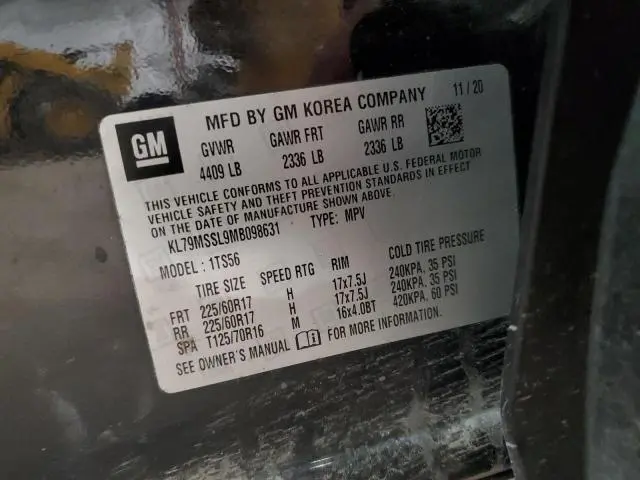 GM
MFD BY GM KOREA COMPANY 11/20
GVWR GAWR FRT GAWR RR
4409 LB 2336 LB 2336 LB
THIS VEHICLE CONFORMS TO ALL APPLICABLE U.S. FEDERAL MOTOR
VEHICLE SAFETY AND THEFT PREVENTION STANDARDS IN EFFECT
ON THE DATE OF MANUFACTURE SHOWN ABOVE.
KL79MSSL9MB098631 TYPE: MPV
MODEL: 1TS56
TIRE SIZE SPEED RTG RIM COLD TIRE PRESSURE
FRT 225/60R17 H 17x7.5J 240KPA, 35 PSI
RR 225/60R17 H 17x7.5J 240KPA, 35 PSI
SPA T125/70R16 M 16x4.0BT 420KPA, 60 PSI
SEE OWNER'S MANUAL FOR MORE INFORMATION.